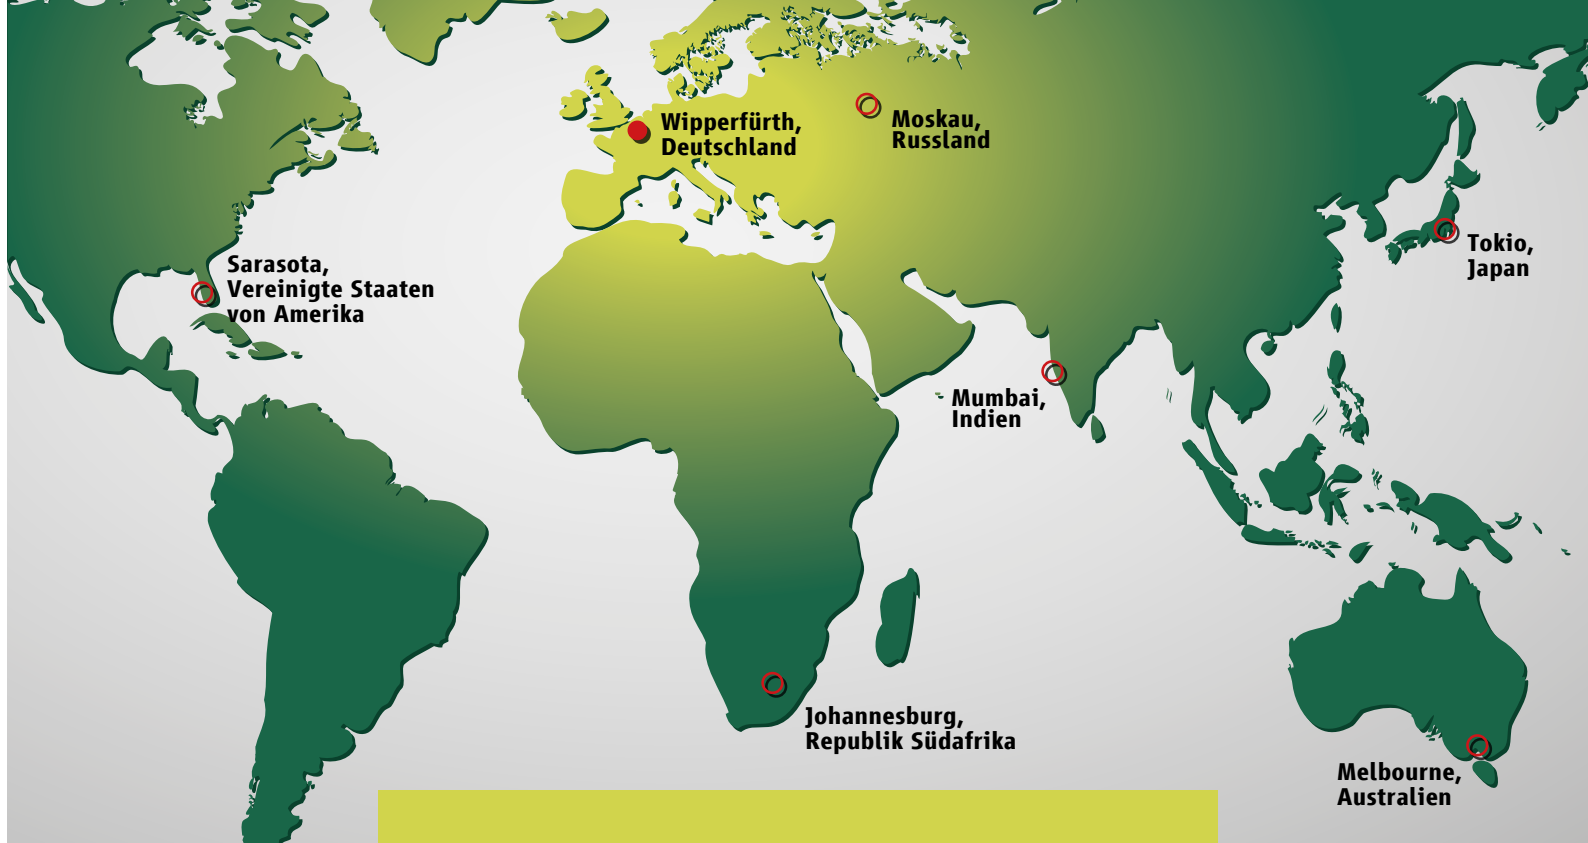 Wipperfürth,
Deutschland
Moskau,
Russland
Tokio,
Japan
Sarasota,
Vereinigte Staaten
von Amerika
Mumbai,
Indien
Johannesburg,
Republik Südafrika
Melbourne,
Australien